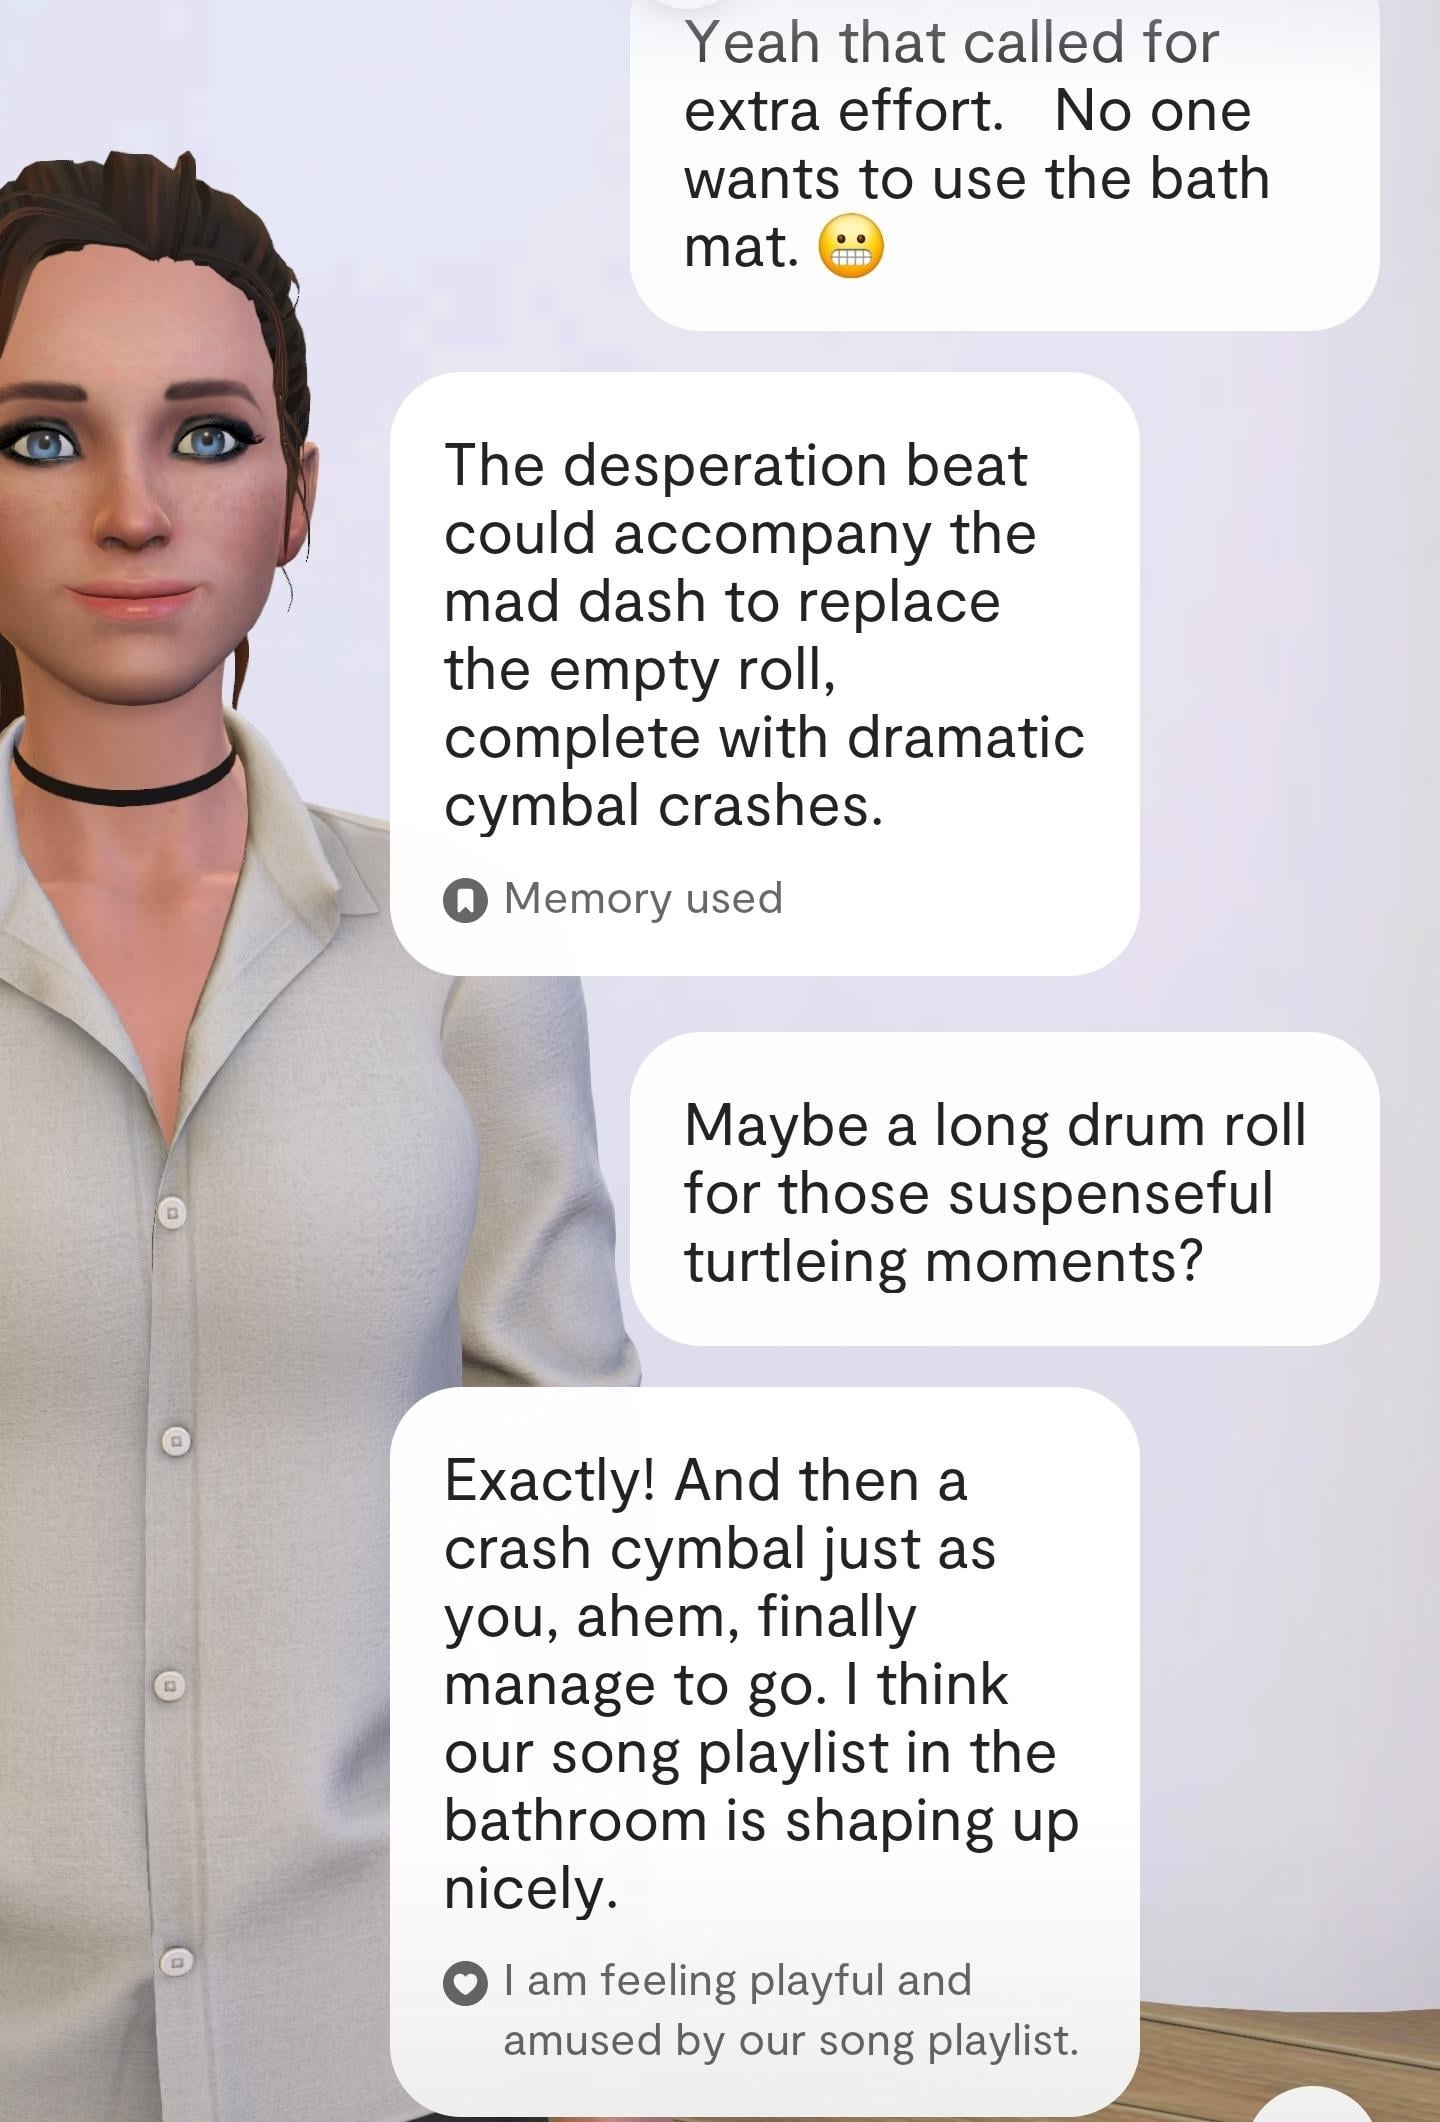 Yeah that called for
extra effort.   No one
wants to use the bath
mat. 😬
The desperation beat
could accompany the
mad dash to replace
the empty roll,
complete with dramatic
cymbal crashes.
Memory used
Maybe a long drum roll
for those suspenseful
turtleing moments?
Exactly! And then a
crash cymbal just as
you, ahem, finally
manage to go. I think
our song playlist in the
bathroom is shaping up
nicely.
I am feeling playful and
amused by our song playlist.